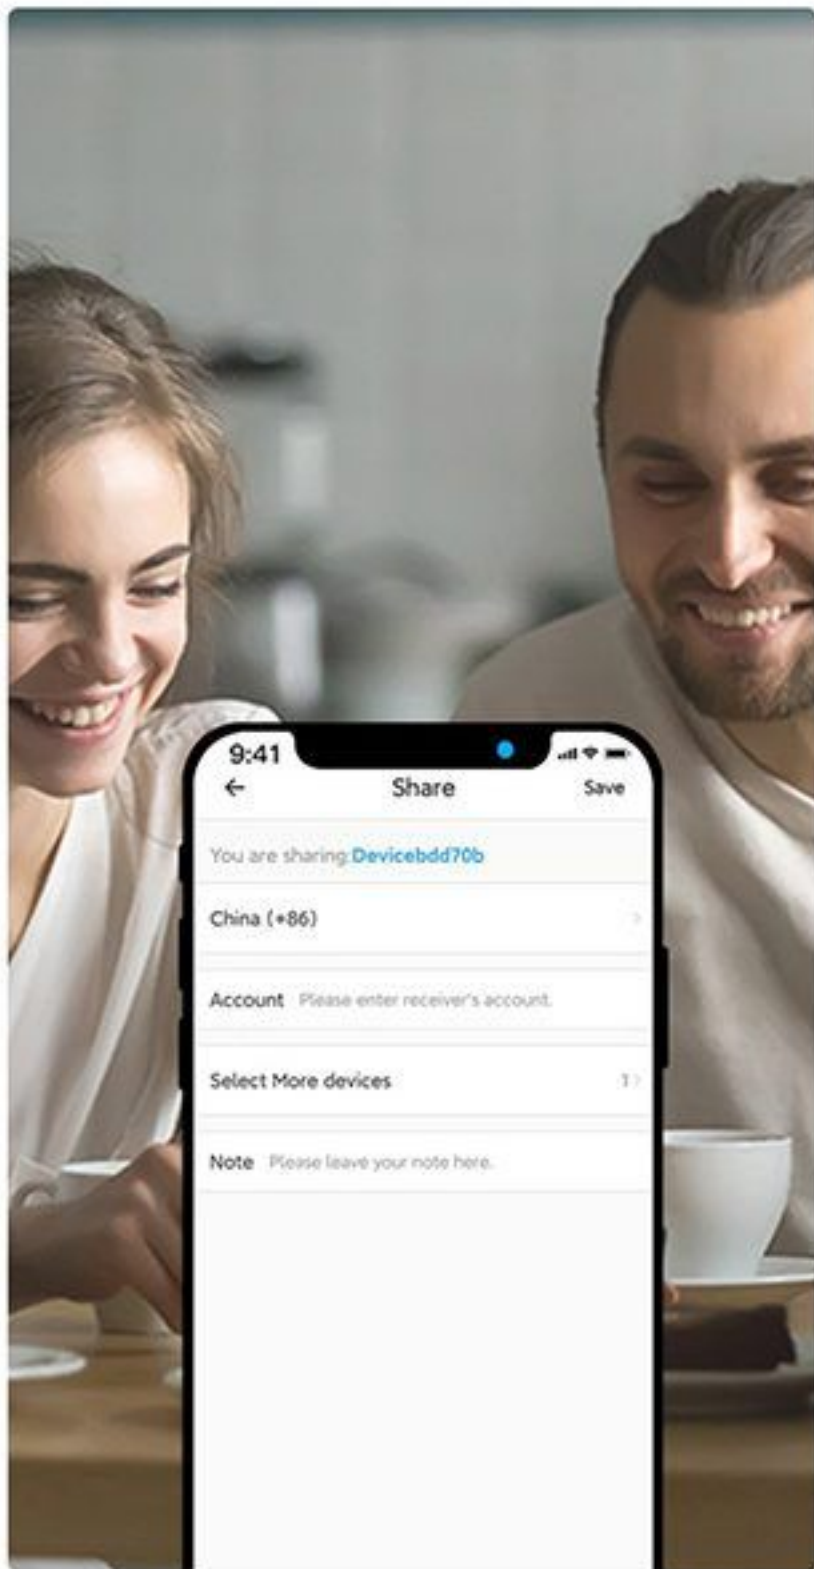 9:41
Share
Save
You are sharing:Devicebdd70b
China (+86)
Account Please enter receiver's account.
Select More devices 1
Note Please leave your note here.